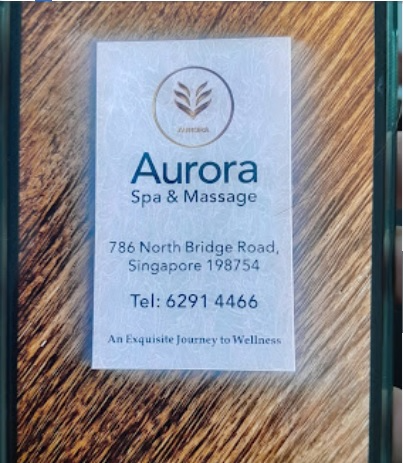 AURORA
Aurora
Spa & Massage
786 North Bridge Road,
Singapore 198754
Tel: 6291 4466
An Exquisite Journey to Wellness